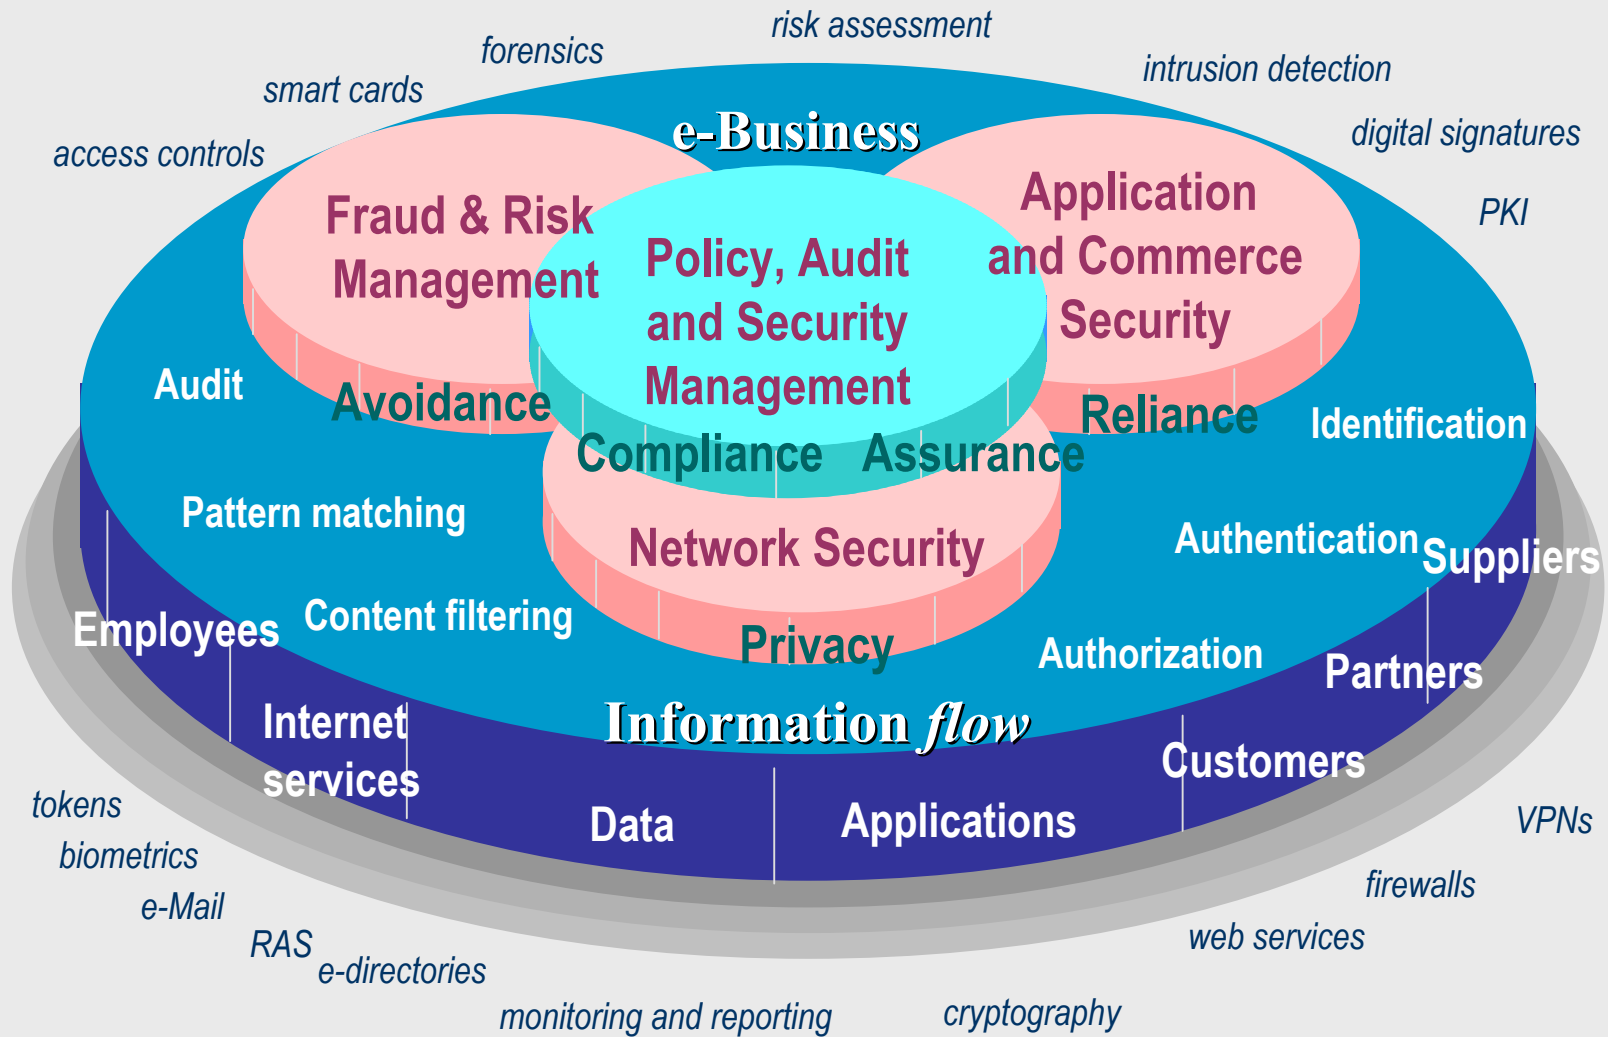 risk assessment
forensics
intrusion detection
smart cards
e-Business
digital signatures
access controls
PKI
Fraud & Risk
Management
Application
and Commerce
Security
Policy, Audit
and Security
Management
Audit
Avoidance
Reliance
Identification
Compliance
Assurance
Pattern matching
Network Security
Authentication
Suppliers
Employees
Content filtering
Privacy
Authorization
Partners
Internet
services
Information flow
Customers
Data
Applications
tokens
VPNs
biometrics
firewalls
e-Mail
RAS
web services
e-directories
monitoring and reporting
cryptography